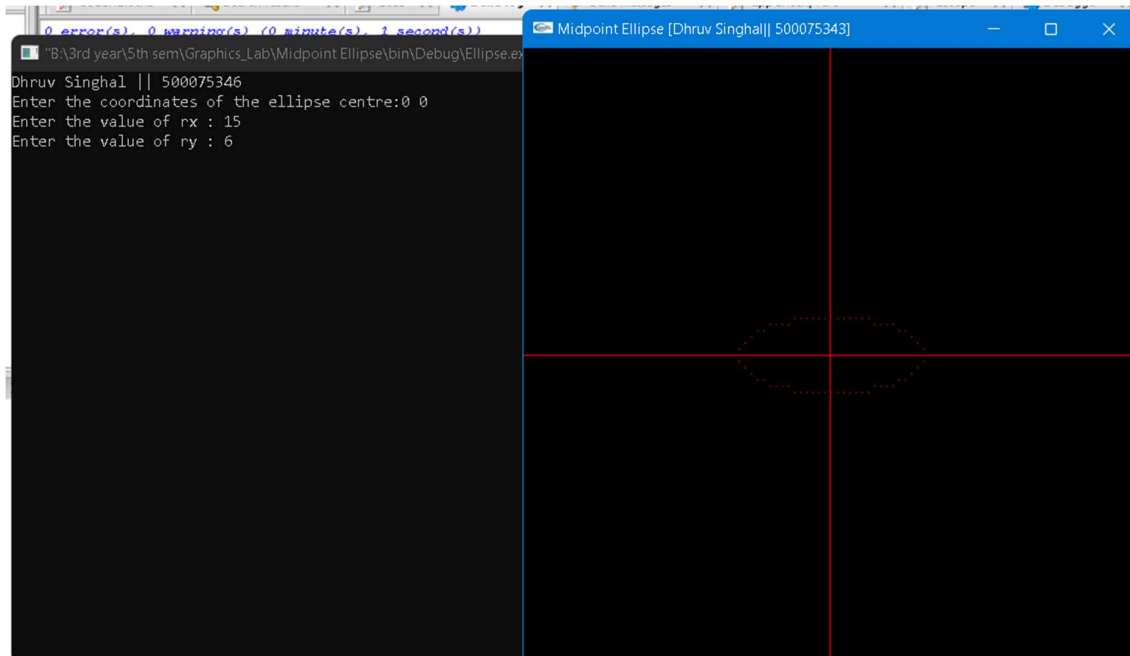 0 error(s), 0 warning(s) (0 minute(s), 1 second(s))
"B:\3rd year\5th sem\Graphics_Lab\Midpoint Ellipse\bin\Debug\Ellipse.ex
Dhruv Singhal || 500075346
Enter the coordinates of the ellipse centre:0 0
Enter the value of rx : 15
Enter the value of ry : 6
Midpoint Ellipse [Dhruv Singhal|| 500075343]